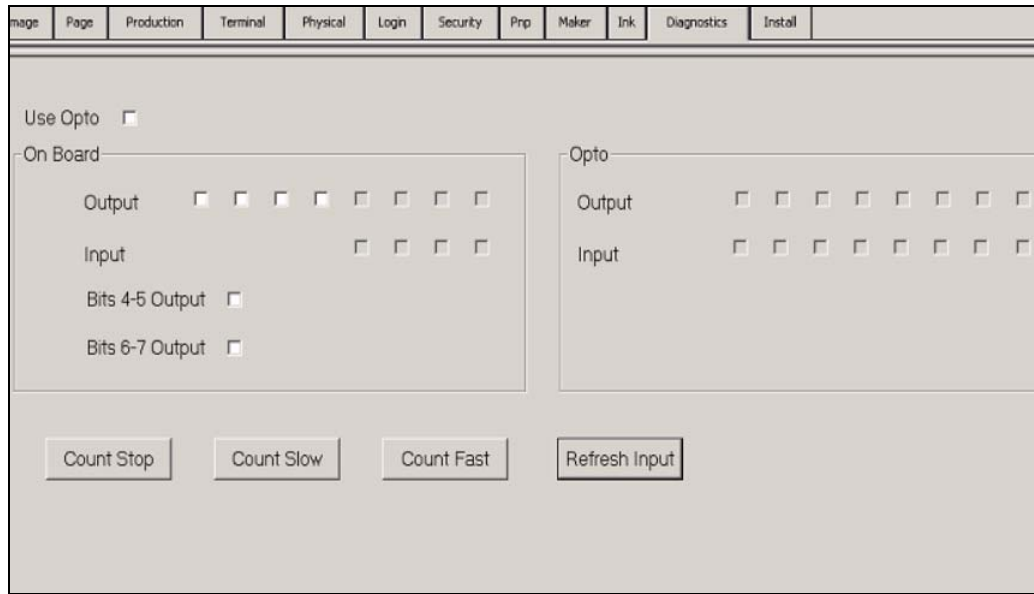 mage Page Production Terminal Physical Login Security Pnp Maker Ink Diagnostics Install
Use Opto
On Board
Output
Input
Bits 4-5 Output
Bits 6-7 Output
Opto
Output
Input
Count Stop Count Slow Count Fast Refresh Input